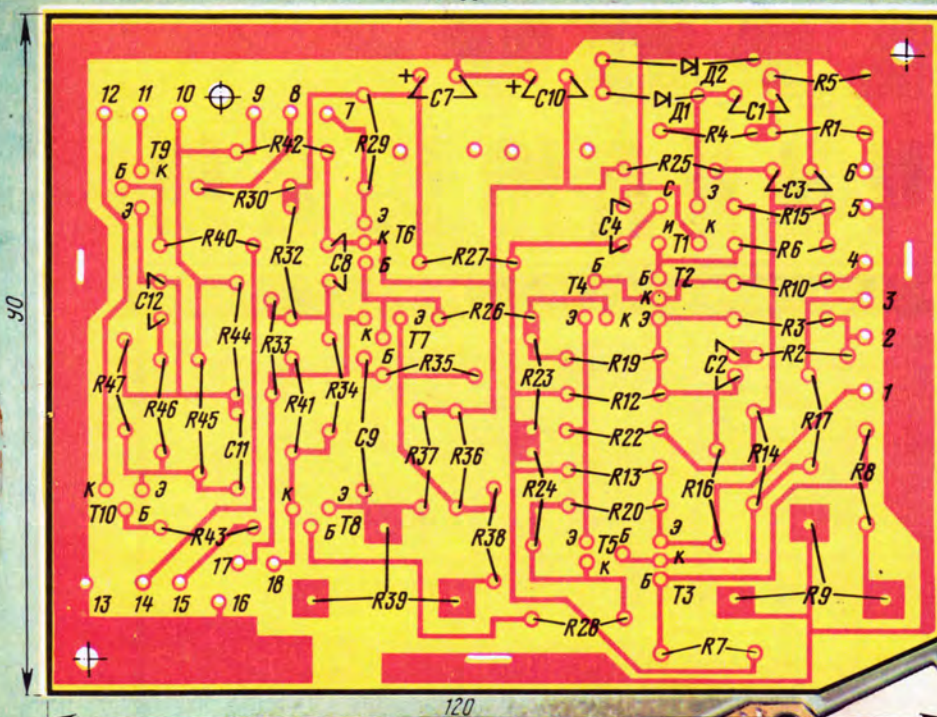 Д2
+ C7 + C10 Д1 C1 R5
12 11 10 9 8 7 R4 R1
T9 R42 R29 R25 6
Б К R30 C З C3
Э Э C4 R15 5
R40 R32 К T6 И T1 К R6
C8 Б R27 Б T2 4
C12 T4 Б R10
R44 R33 К 3
К Э R26 Э К Э R3
T7 2
R47 R46 R45 R41 R34 Б R35 R23 R19 C2 R2
R12 1
C11 C9 R37 R36 R22 R14 R17
R13 R16 R8
К Э К Э R38 R24 R20
T10 Б R43 Б T8 Э T5 Б Э
17 18 К К
13 14 15 16 R39 Б T3 R9
R28
R7
90
120